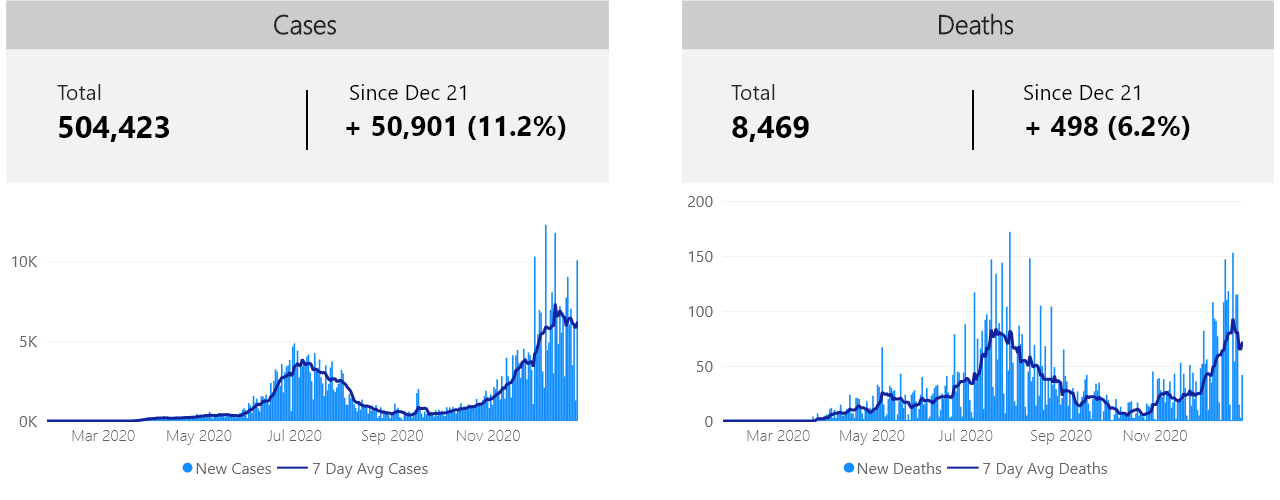 Cases
Total
504,423
Since Dec 21
+ 50,901 (11.2%)
10K
5K
0K
Mar 2020 May 2020 Jul 2020 Sep 2020 Nov 2020
New Cases 7 Day Avg Cases
Deaths
Total
8,469
Since Dec 21
+ 498 (6.2%)
200
150
100
50
0
Mar 2020 May 2020 Jul 2020 Sep 2020 Nov 2020
New Deaths 7 Day Avg Deaths